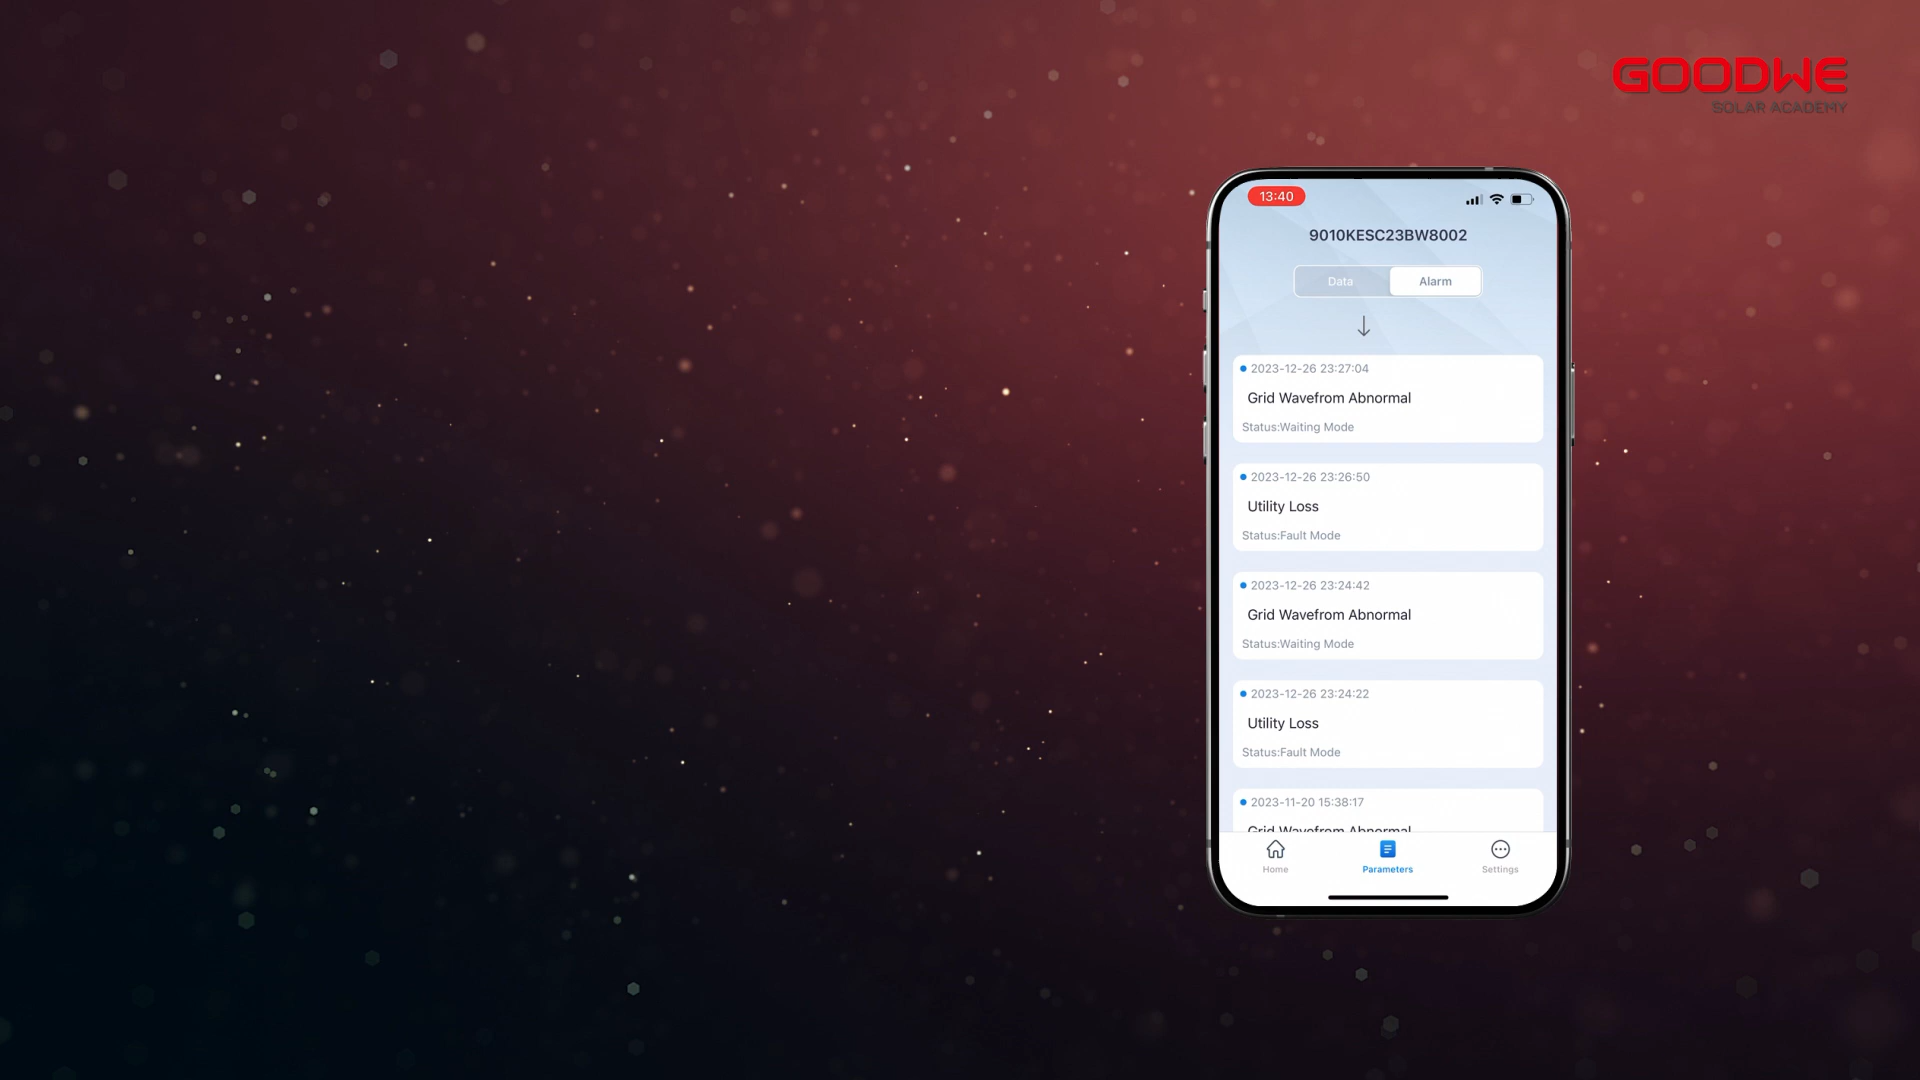 GOODWE
SOLAR ACADEMY
13:40
9010KESC23BW8002
Data
Alarm
2023-12-26 23:27:04
Grid Wavefrom Abnormal
Status:Waiting Mode
2023-12-26 23:26:50
Utility Loss
Status:Fault Mode
2023-12-26 23:24:42
Grid Wavefrom Abnormal
Status:Waiting Mode
2023-12-26 23:24:22
Utility Loss
Status:Fault Mode
2023-11-20 15:38:17
Grid Wavefrom Abnormal
Home
Parameters
Settings